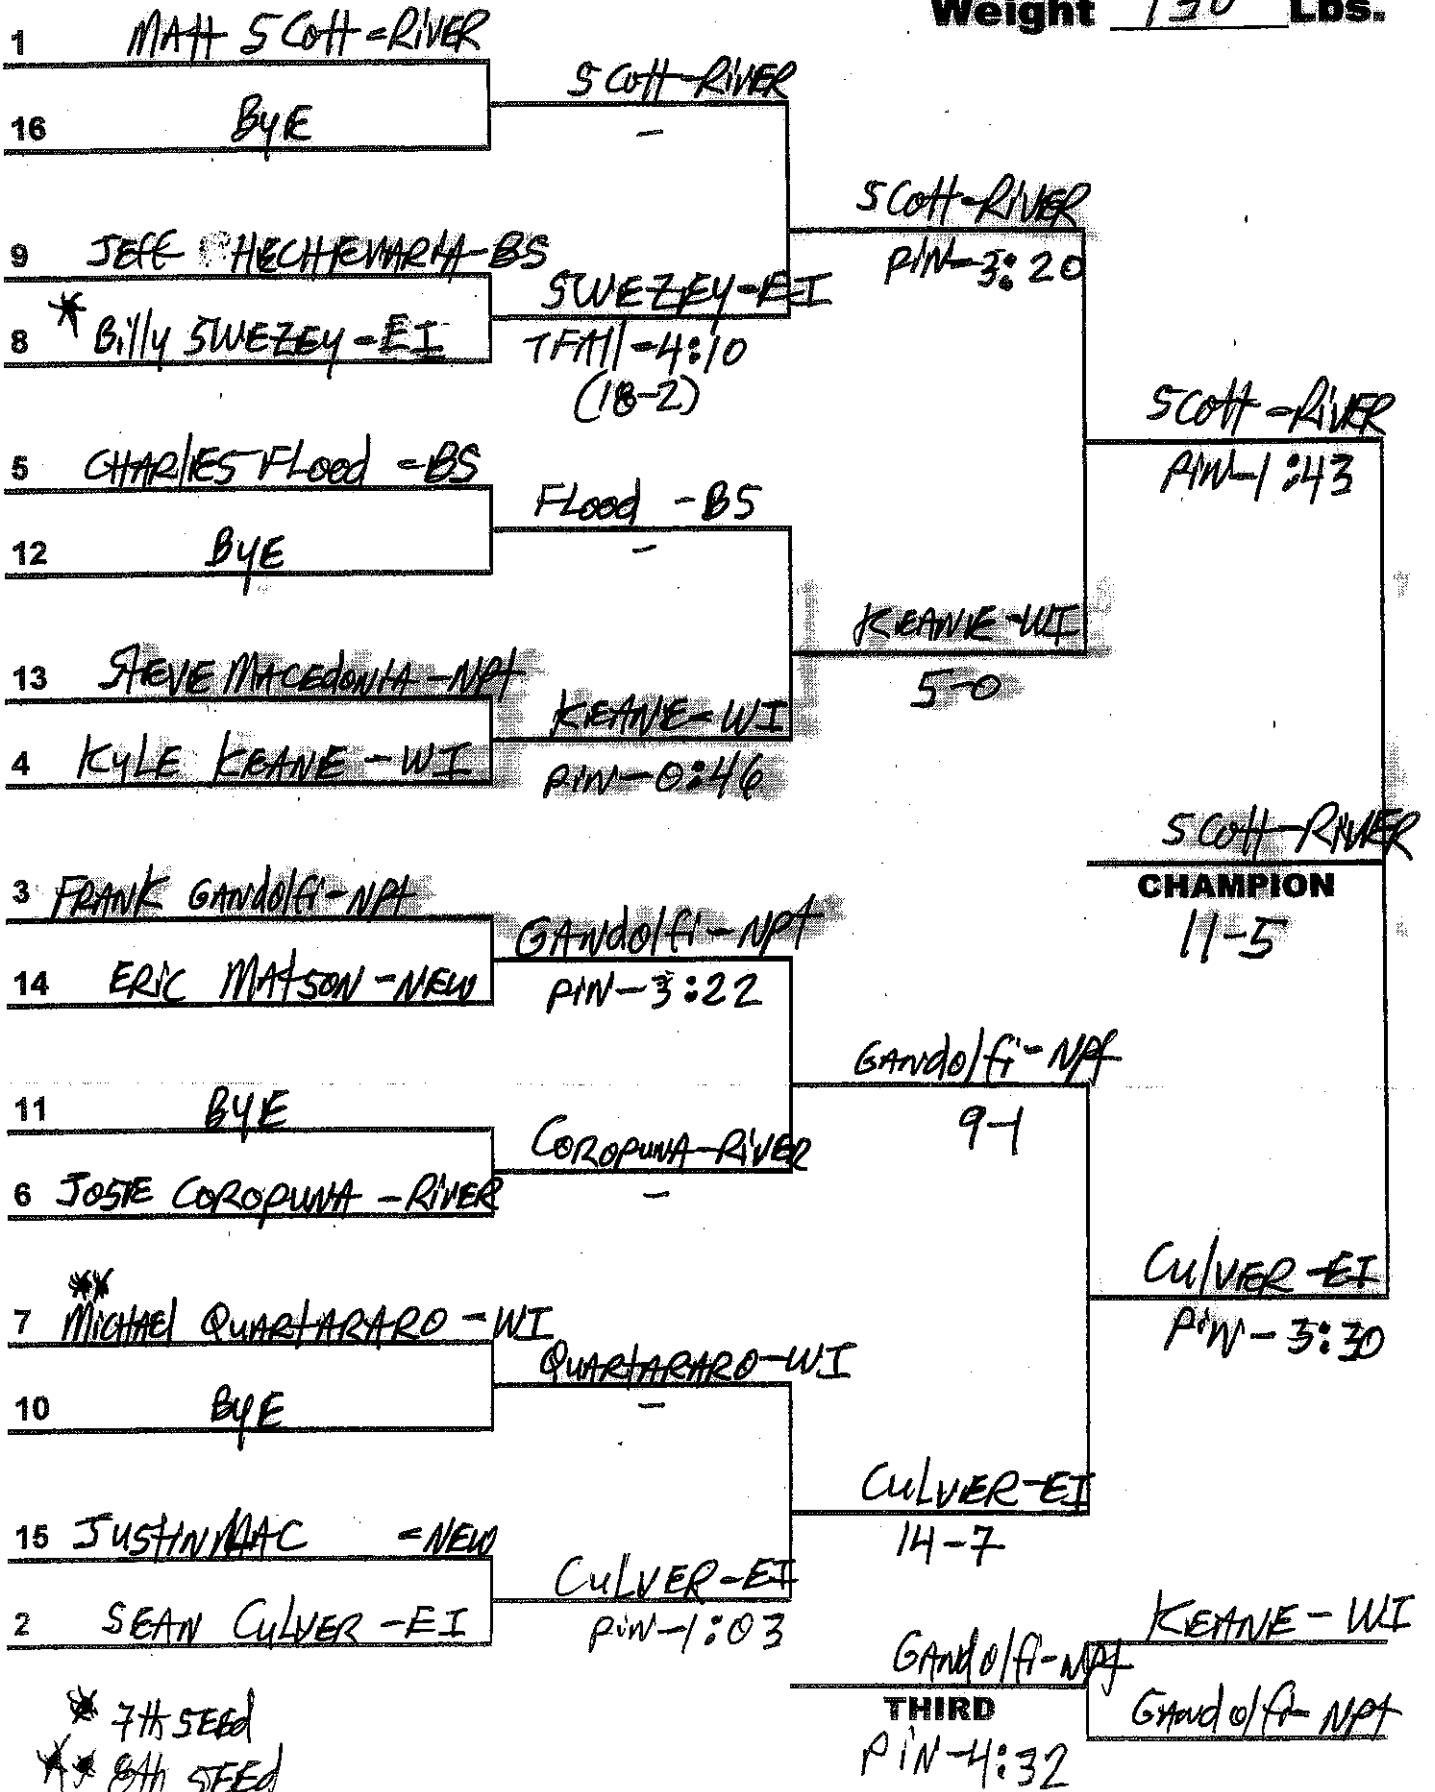 Weight 130 Lbs.
1 MATT SCOTT-RIVER
SCOTT-RIVER
16 BYE
-
SCOTT-RIVER
9 JEFF HECHEVARIA-BS
PIN-3:20
SWEZEY-EI
8 * Billy SWEZEY-EI
TFAll-4:10
(18-2)
SCOTT-RIVER
5 CHARLES FLOOD-BS
PIN-1:43
FLOOD-BS
12 BYE
-
KEANE-WI
13 STEVE MACEDONIA-NPT
5-0
KEANE-WI
4 KYLE KEANE-WI
PIN-0:46
SCOTT-RIVER
CHAMPION
11-5
3 FRANK GANDOLFI-NPT
GANDOLFI-NPT
14 ERIC MATSON-NEW
PIN-3:22
GANDOLFI-NPT
9-1
11 BYE
COROPUNA-RIVER
6 JOSIE COROPUNA-RIVER
-
CULVER-EI
PIN-3:30
**
7 MICHAEL QUARTARARO-WI
QUARTARARO-WI
10 BYE
-
CULVER-EI
14-7
15 JUSTIN MAC -NEW
CULVER-EI
2 SEAN CULVER-EI
PIN-1:03
KEANE-WI
GANDOLFI-NPT
THIRD
PIN-4:32
GANDOLFI-NPT
* 7TH SEED
** 8TH SEED